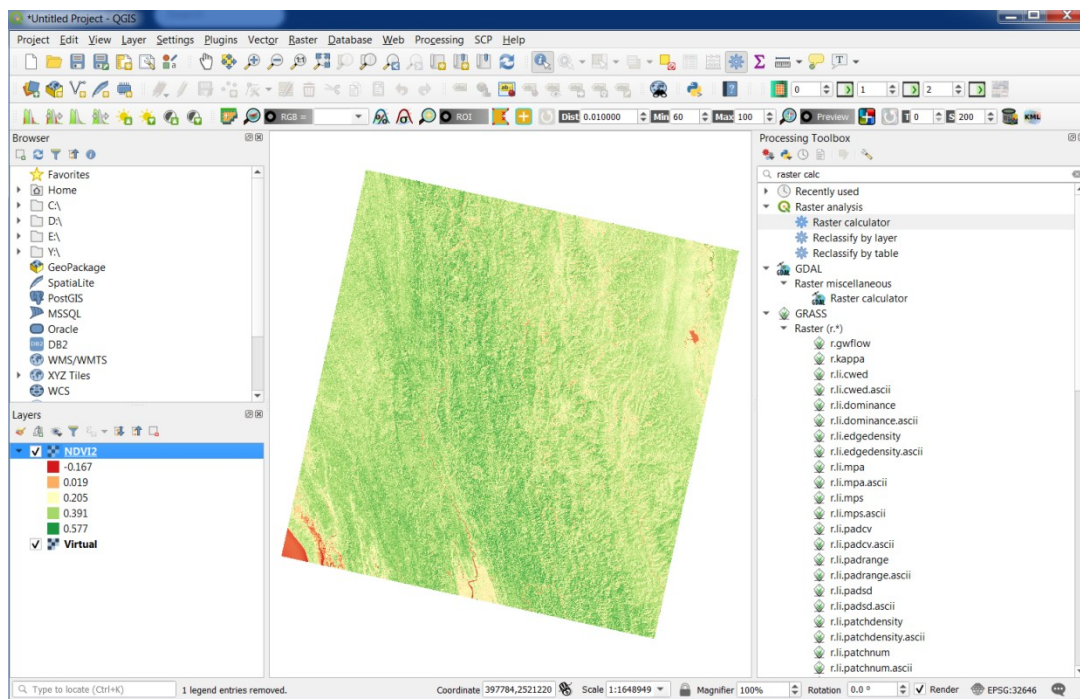 *Untitled Project - QGIS
Project Edit View Layer Settings Plugins Vector Raster Database Web Processing SCP Help
0 1 2
RGB = ROI Dist 0.010000 Min 60 Max 100 Preview T 0 S 200 KML
Browser
Favorites
Home
C:\
D:\
E:\
Y:\
GeoPackage
SpatiaLite
PostGIS
MSSQL
Oracle
DB2
WMS/WMTS
XYZ Tiles
WCS
Layers
NDVI2
-0.167
0.019
0.205
0.391
0.577
Virtual
Processing Toolbox
raster calc
Recently used
Raster analysis
Raster calculator
Reclassify by layer
Reclassify by table
GDAL
Raster miscellaneous
Raster calculator
GRASS
Raster (r.*)
r.gwflow
r.kappa
r.li.cwed
r.li.cwed.ascii
r.li.dominance
r.li.dominance.ascii
r.li.edgedensity
r.li.edgedensity.ascii
r.li.mpa
r.li.mpa.ascii
r.li.mps
r.li.mps.ascii
r.li.padcv
r.li.padcv.ascii
r.li.padrange
r.li.padrange.ascii
r.li.padsd
r.li.padsd.ascii
r.li.patchdensity
r.li.patchdensity.ascii
r.li.patchnum
r.li.patchnum.ascii
Type to locate (Ctrl+K) 1 legend entries removed. Coordinate 397784,2521220 Scale 1:1648949 Magnifier 100% Rotation 0.0 ° Render EPSG:32646